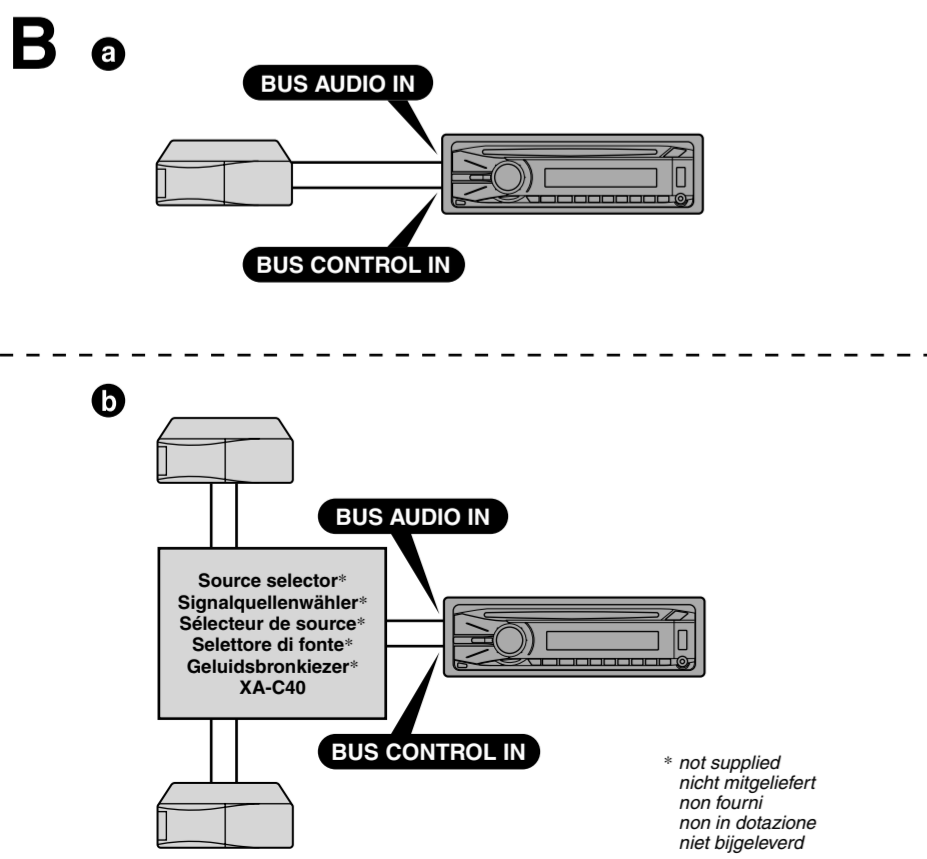 B a
BUS AUDIO IN
BUS CONTROL IN
b
BUS AUDIO IN
Source selector*
Signalquellenwähler*
Sélecteur de source*
Selettore di fonte*
Geluidsbronkiezer*
XA-C40
BUS CONTROL IN
* not supplied
nicht mitgeliefert
non fourni
non in dotazione
niet bijgeleverd